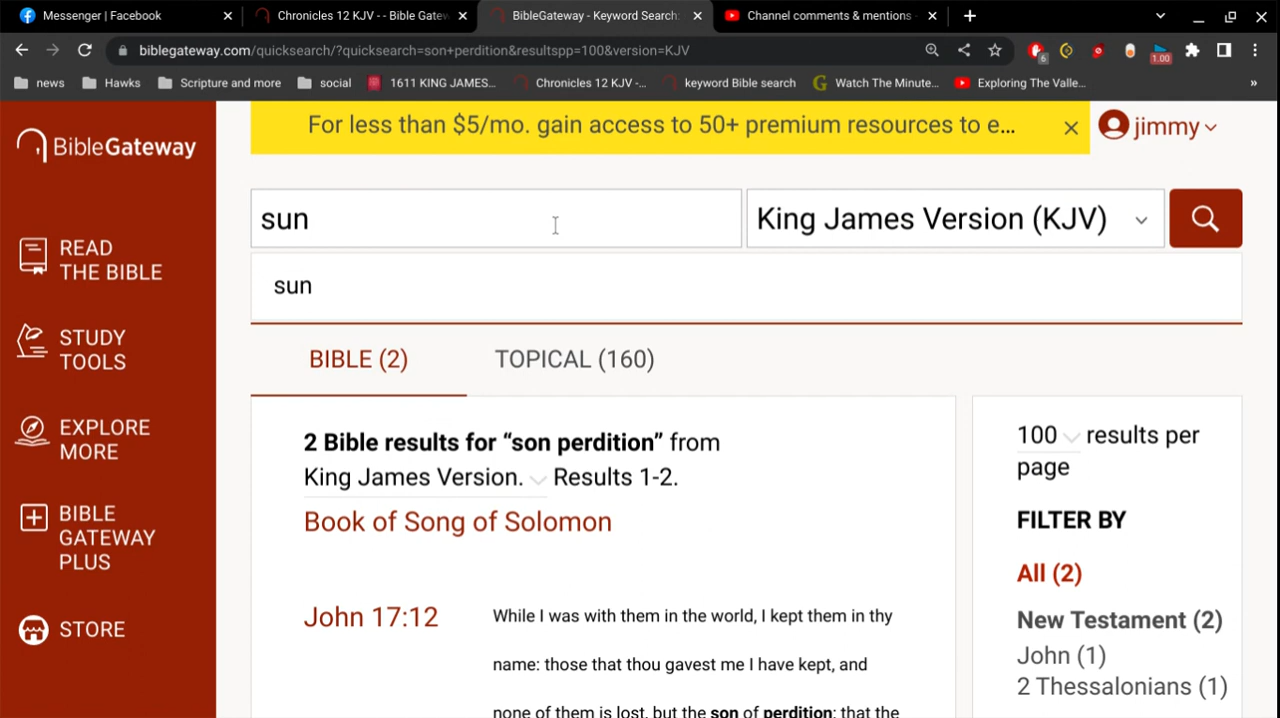 Messenger | Facebook
Chronicles 12 KJV - - Bible Gatew
BibleGateway - Keyword Search:
Channel comments & mentions -
biblegateway.com/quicksearch/?quicksearch=son+perdition&resultspp=100&version=KJV
6
1.00
news
Hawks
Scripture and more
social
1611 KING JAMES...
Chronicles 12 KJV -...
keyword Bible search
Watch The Minute...
Exploring The Valle...
»
BibleGateway
For less than $5/mo. gain access to 50+ premium resources to e...
jimmy
sun
King James Version (KJV)
sun
READ
THE BIBLE
STUDY
TOOLS
EXPLORE
MORE
BIBLE
GATEWAY
PLUS
STORE
BIBLE (2)
TOPICAL (160)
2 Bible results for “son perdition” from
King James Version. Results 1-2.
Book of Song of Solomon
John 17:12
While I was with them in the world, I kept them in thy
name: those that thou gavest me I have kept, and
none of them is lost, but the son of perdition; that the
100 results per
page
FILTER BY
All (2)
New Testament (2)
John (1)
2 Thessalonians (1)